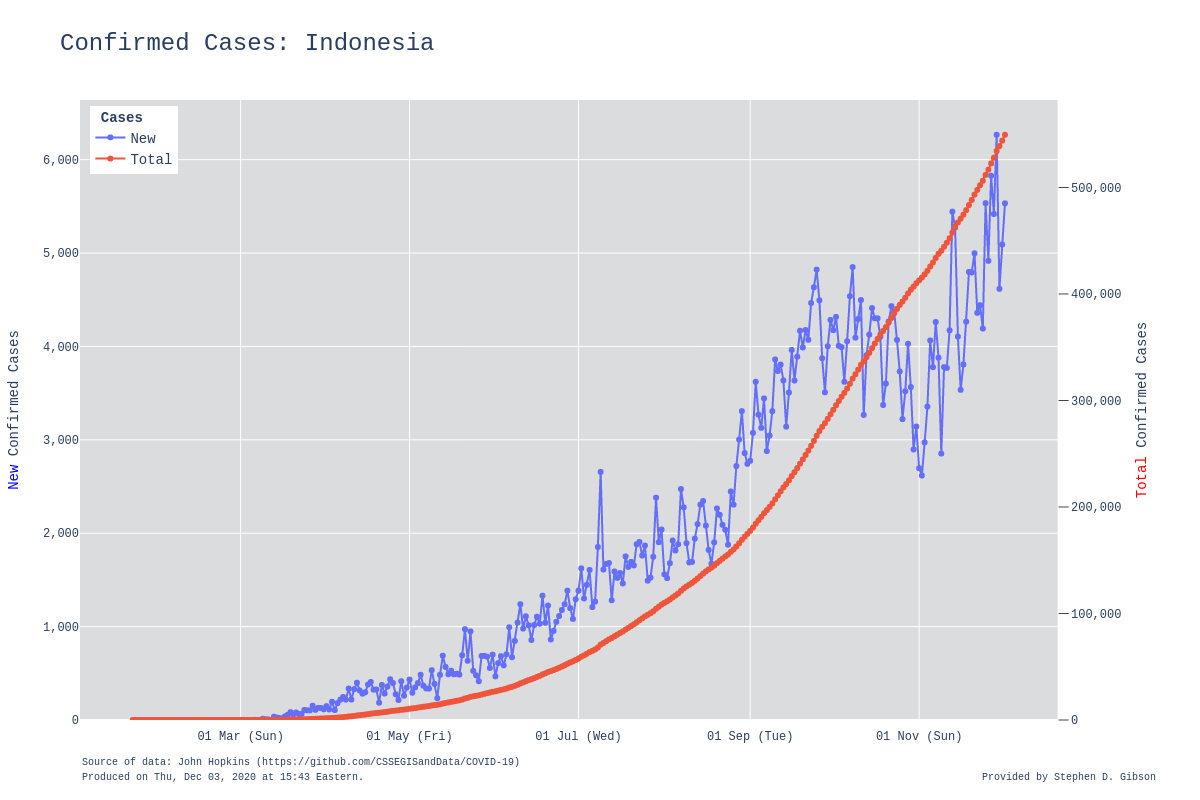 Confirmed Cases: Indonesia
Cases
New
Total
6,000
5,000
4,000
3,000
2,000
1,000
0
New Confirmed Cases
500,000
400,000
300,000
200,000
100,000
0
Total Confirmed Cases
01 Mar (Sun)
01 May (Fri)
01 Jul (Wed)
01 Sep (Tue)
01 Nov (Sun)
Source of data: John Hopkins (https://github.com/CSSEGISandData/COVID-19)
Produced on Thu, Dec 03, 2020 at 15:43 Eastern.
Provided by Stephen D. Gibson